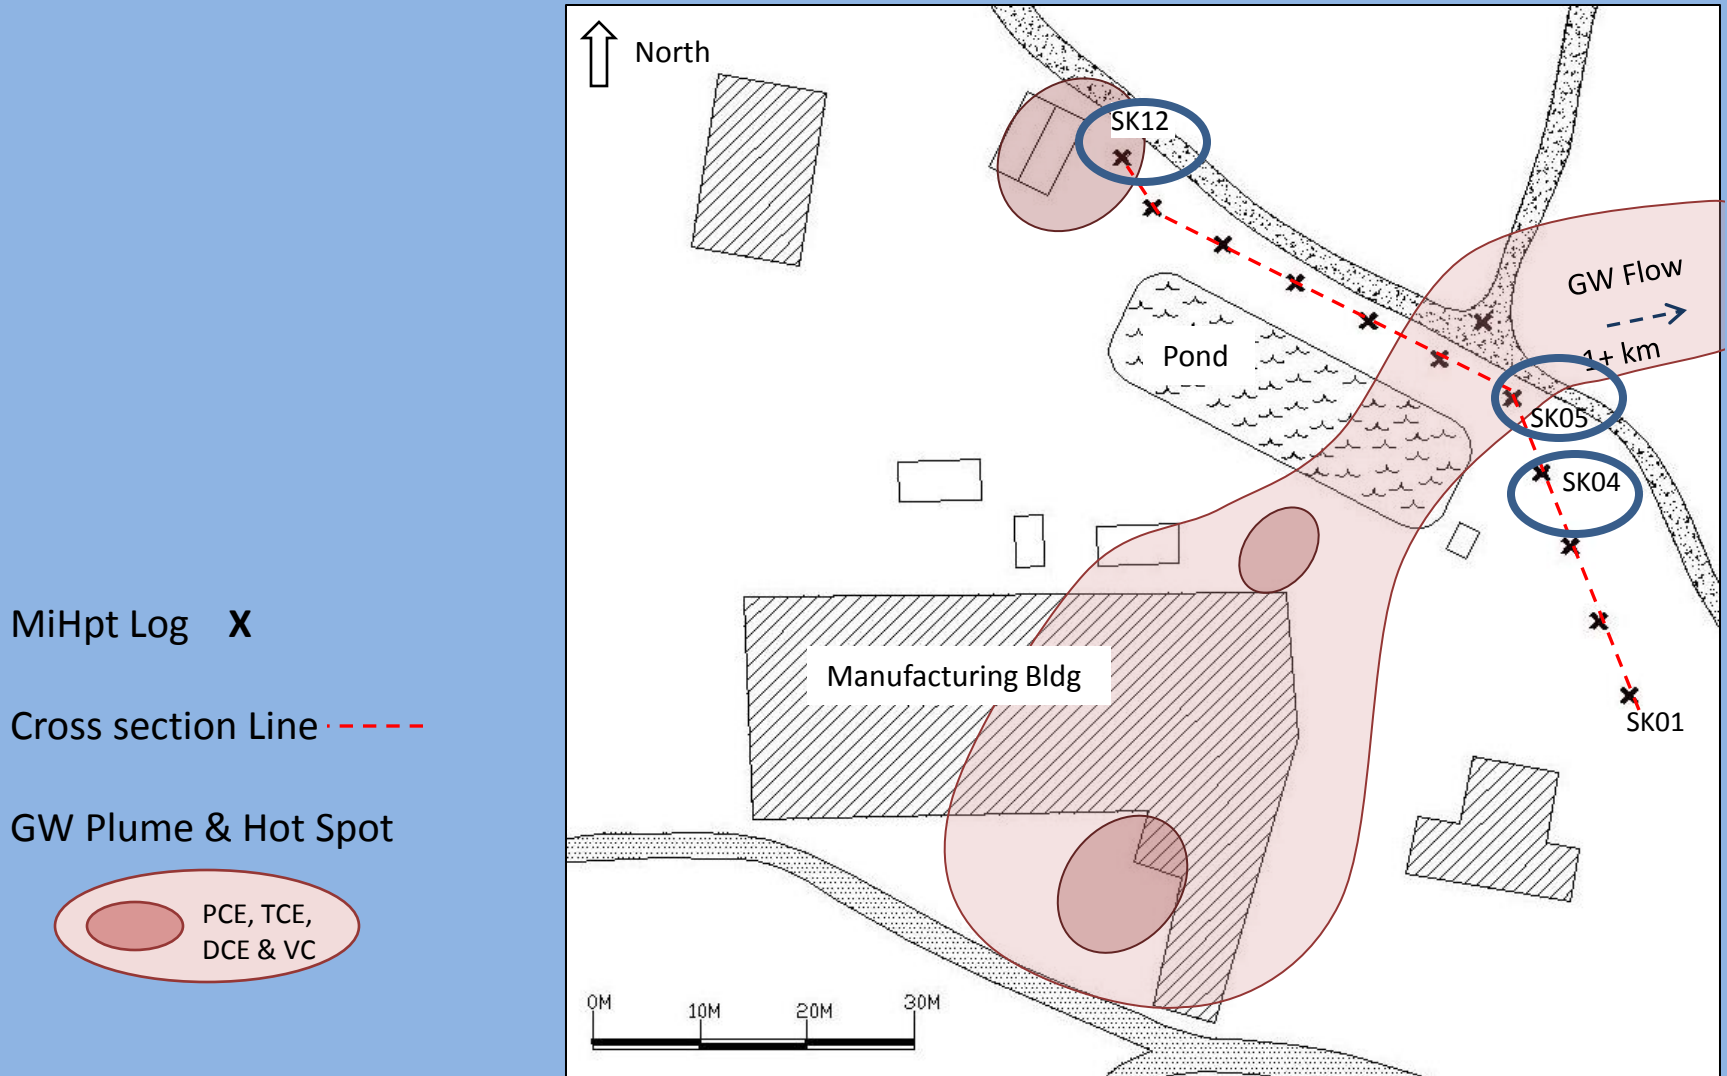 North
SK12
GW Flow
1+ km
Pond
SK05
SK04
MiHpt Log X
Manufacturing Bldg
Cross section Line
SK01
GW Plume & Hot Spot
PCE, TCE,
DCE & VC
0M 10M 20M 30M